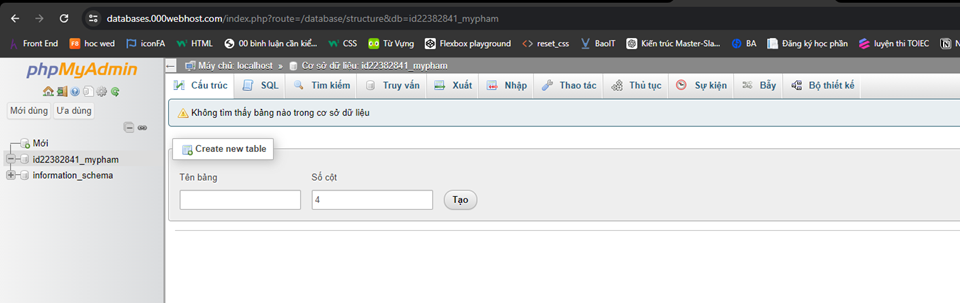 databases.000webhost.com/index.php?route=/database/structure&db=id22382841_mypham
Front End F8 hoc wed iconFA HTML 00 bình luận cần kiể... CSS Từ Vựng Flexbox playground <> reset_css BaoIT Kiến trúc Master-Sla... BA Đăng ký học phần luyện thi TOIEC N
phpMyAdmin
Máy chủ: localhost » Cơ sở dữ liệu: id22382841_mypham
Cấu trúc SQL Tìm kiếm Truy vấn Xuất Nhập Thao tác Thủ tục Sự kiện Bẫy Bộ thiết kế
Mới dùng Ưa dùng
Không tìm thấy bảng nào trong cơ sở dữ liệu
Mới
id22382841_mypham
information_schema
Create new table
Tên bảng Số cột
4 Tạo